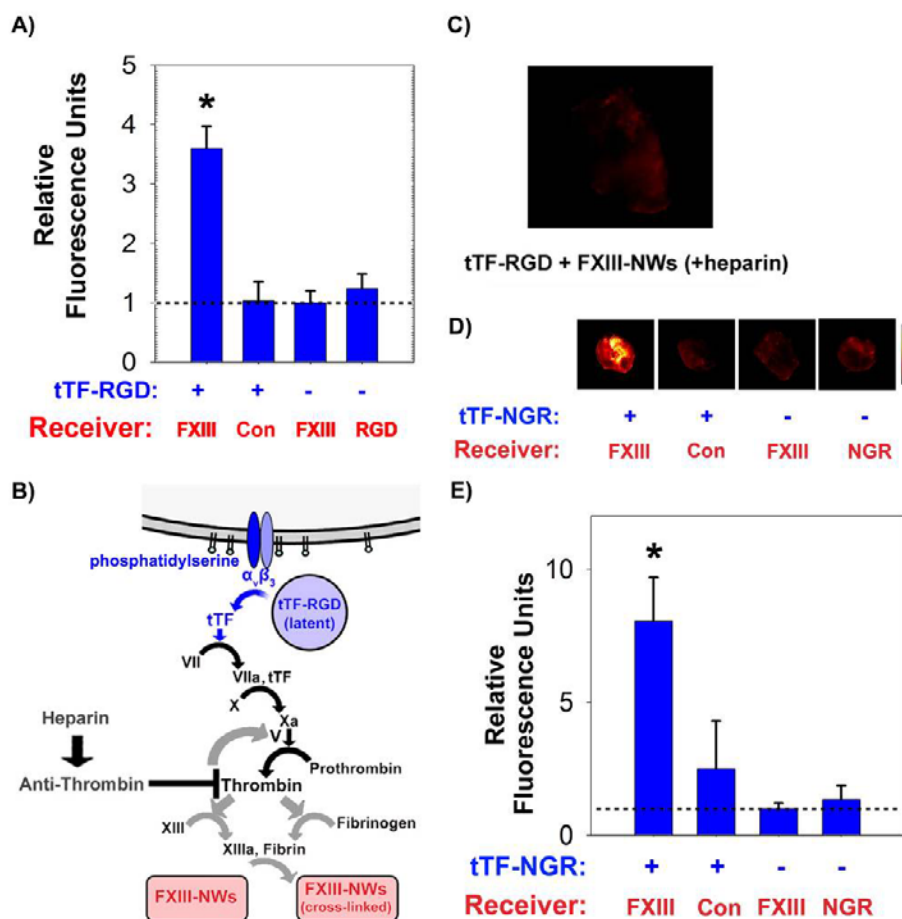 A)
Relative
Fluorescence Units
5
4
3
2
1
0
*
tTF-RGD: + + - -
Receiver: FXIII Con FXIII RGD
B)
phosphatidylserine
αvβ3
tTF-RGD
(latent)
tTF
VII
VIIa, tTF
X
Xa
V
Heparin
Prothrombin
Anti-Thrombin
Thrombin
XIII
Fibrinogen
XIIIa, Fibrin
FXIII-NWs
FXIII-NWs
(cross-linked)
C)
tTF-RGD + FXIII-NWs (+heparin)
D)
tTF-NGR: + + - -
Receiver: FXIII Con FXIII NGR
E)
Relative
Fluorescence Units
10
5
0
*
tTF-NGR: + + - -
Receiver: FXIII Con FXIII NGR